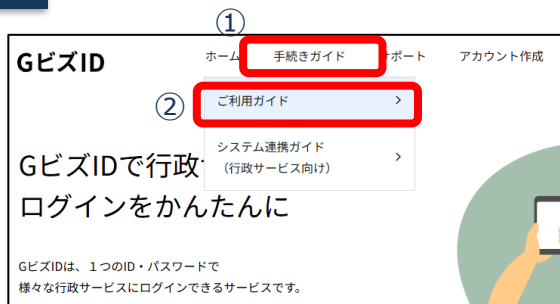 ①
GビズID
ホーム 手続きガイド サポート アカウント作成
② ご利用ガイド >
システム連携ガイド >
(行政サービス向け)
GビズIDで行政
ログインをかんたんに
GビズIDは、1つのID・パスワードで
様々な行政サービスにログインできるサービスです。